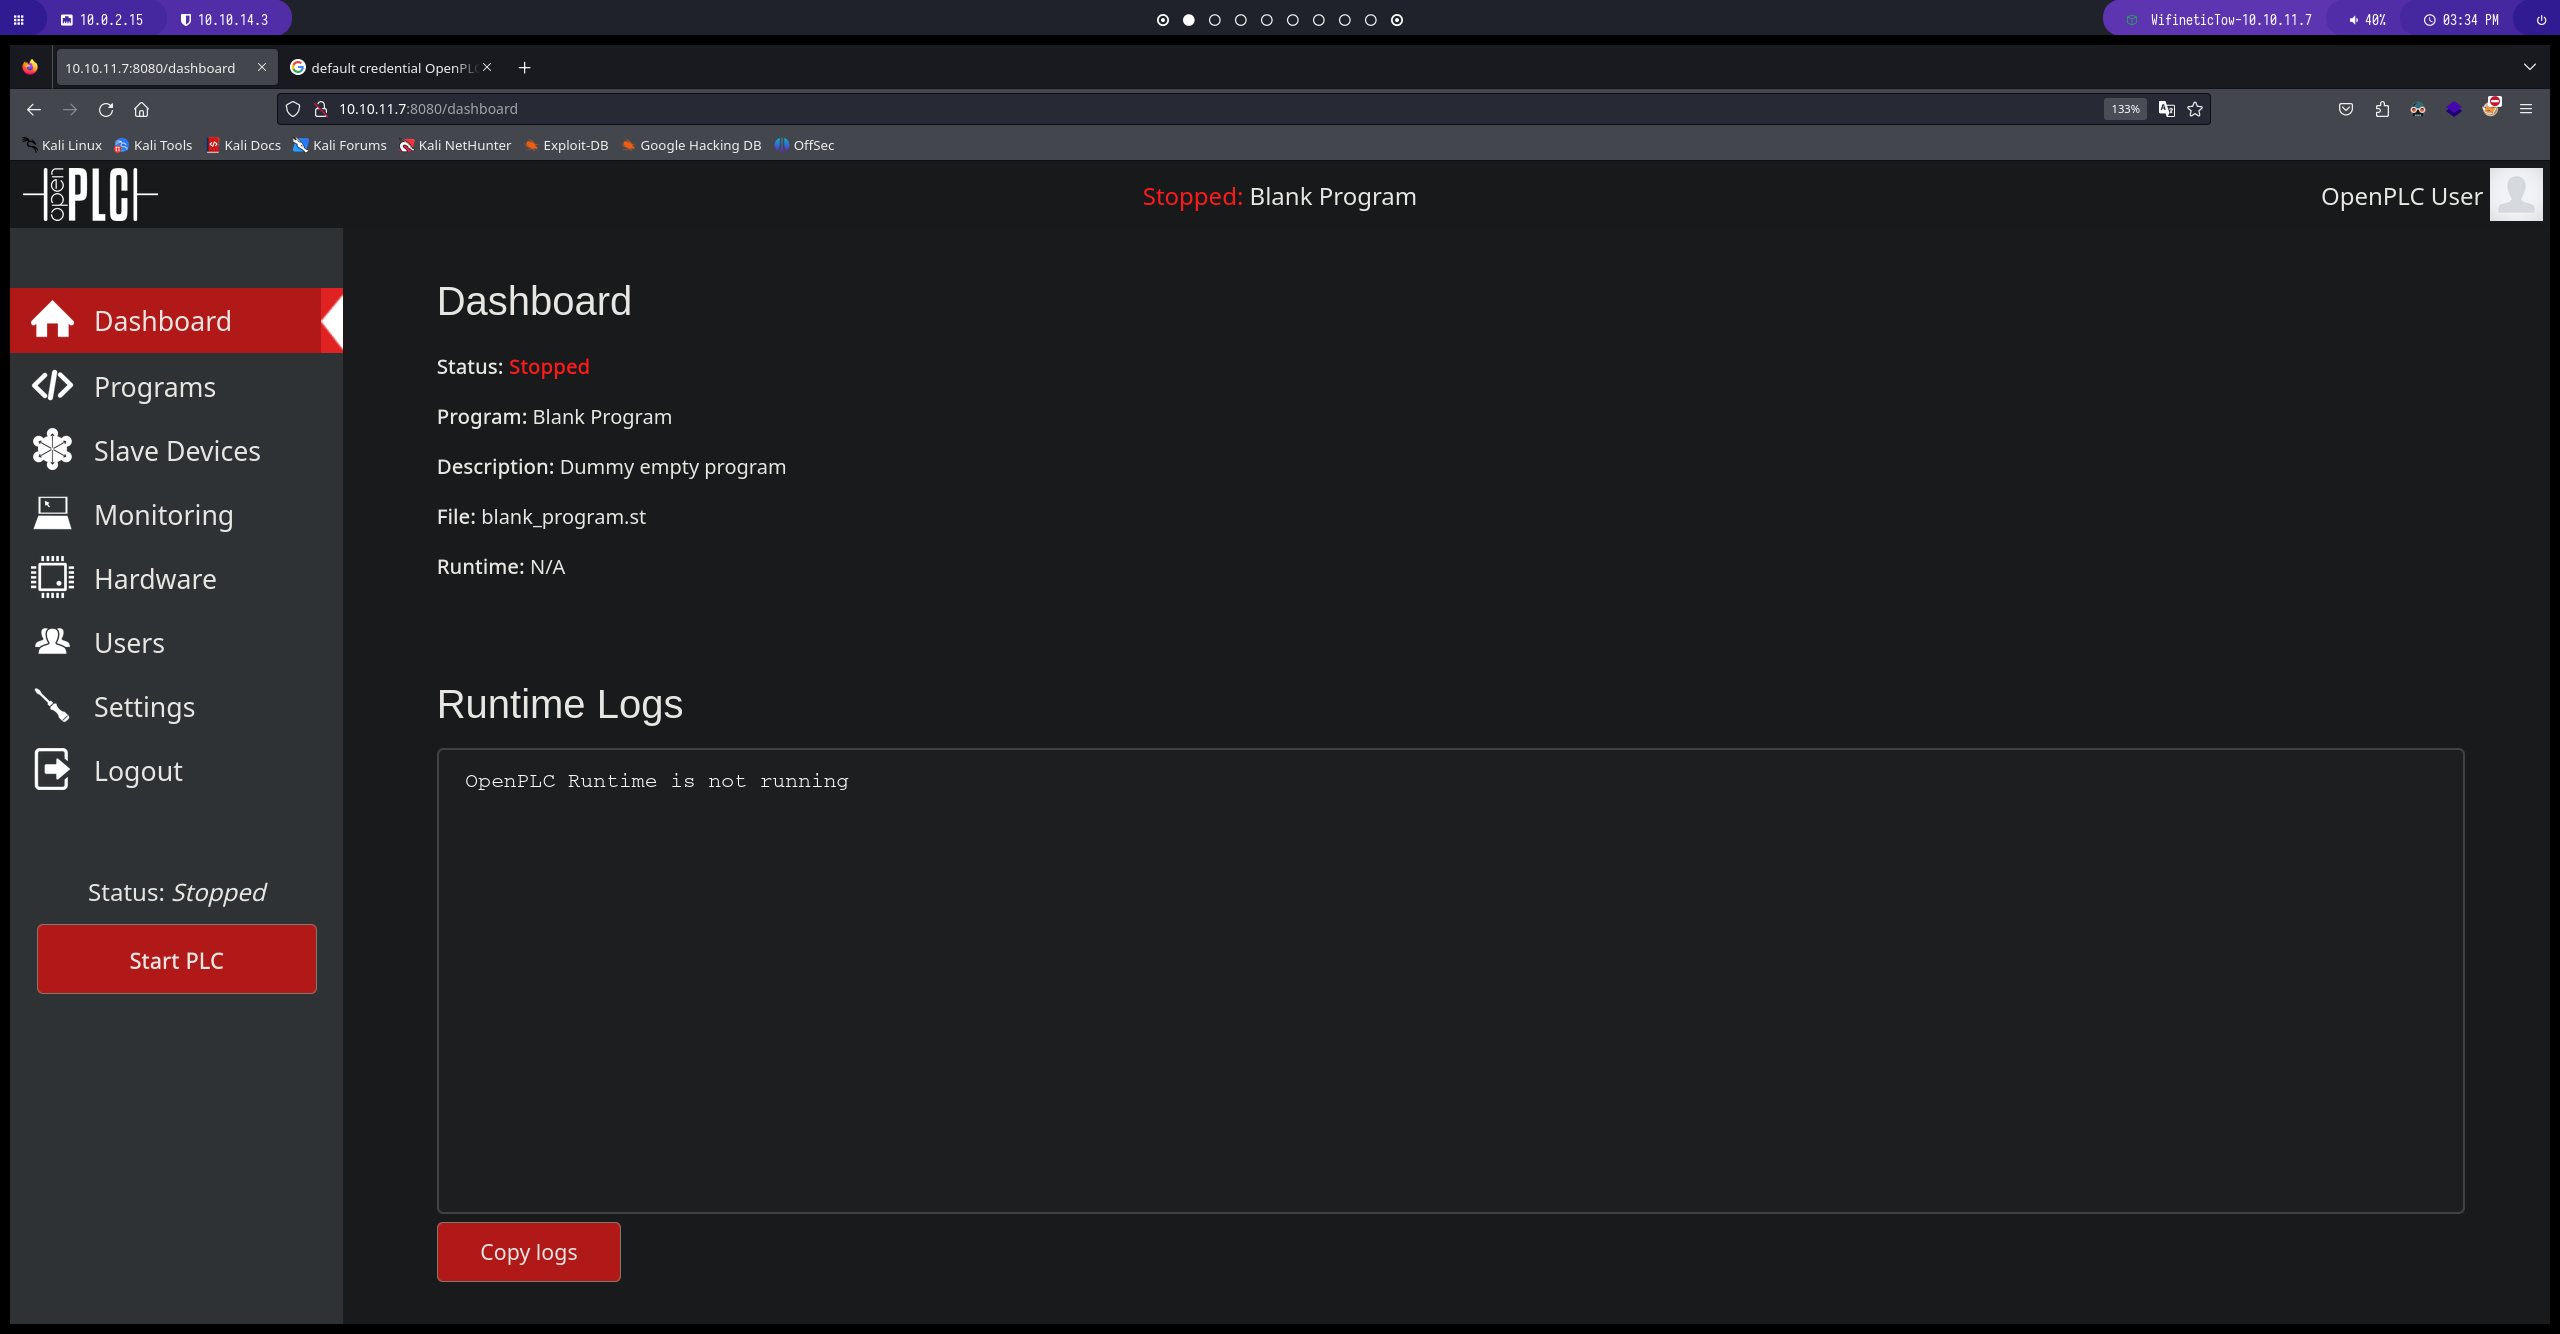 10.0.2.15 10.10.14.3 WifineticTow-10.10.11.7 40% 03:34 PM
10.10.11.7:8080/dashboard default credential OpenPLC
10.10.11.7:8080/dashboard 133%
Kali Linux Kali Tools Kali Docs Kali Forums Kali NetHunter Exploit-DB Google Hacking DB OffSec
open PLC Stopped: Blank Program OpenPLC User
Dashboard
Programs
Slave Devices
Monitoring
Hardware
Users
Settings
Logout
Status: Stopped
Start PLC
Dashboard
Status: Stopped
Program: Blank Program
Description: Dummy empty program
File: blank_program.st
Runtime: N/A
Runtime Logs
OpenPLC Runtime is not running
Copy logs